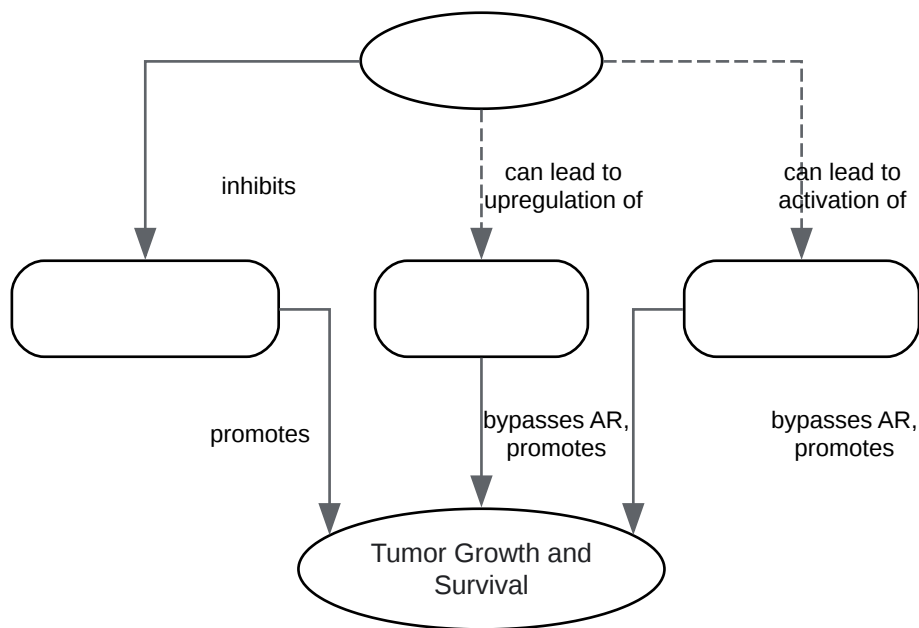 inhibits
can lead to
upregulation of
can lead to
activation of
promotes
bypasses AR,
promotes
bypasses AR,
promotes
Tumor Growth and
Survival